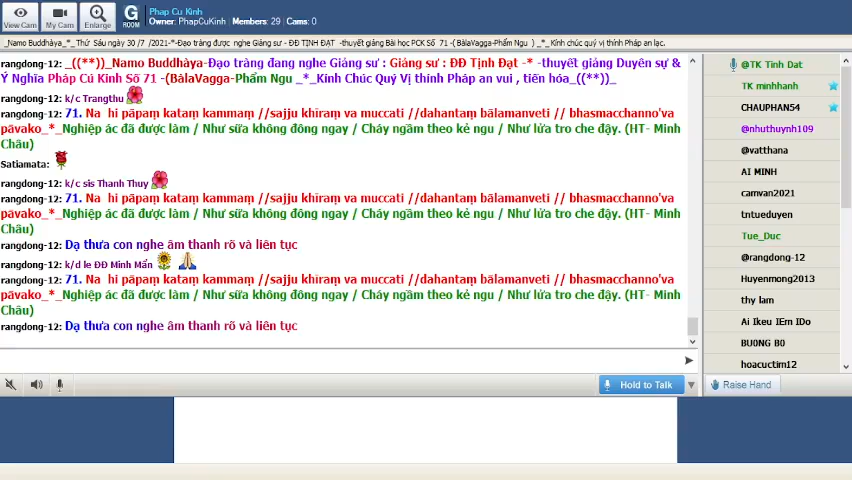 View Cam
My Cam
Enlarge
G
ROOM
Phap Cu Kinh
Owner: PhapCuKinh | Members: 29 | Cams: 0
_Namo Buddhàya_*_ Thứ Sáu ngày 30 /7 /2021-*-Đạo tràng được nghe Giảng sư - ĐĐ TỊNH ĐẠT -thuyết giảng Bài học PCK Số 71 -( BàlaVagga-Phẩm Ngu ) _*_ Kính chúc quý vị thính Pháp an lạc.
rangdong-12: _((**))_Namo Buddhàya-Đạo tràng đang nghe Giảng sư : Giảng sư : ĐĐ Tịnh Đạt -* -thuyết giảng Duyên sự &
Ý Nghĩa Pháp Cú Kinh Số 71 -(BàlaVagga-Phẩm Ngu _*_Kính Chúc Quý Vị thính Pháp an vui , tiến hóa_((**))_
rangdong-12: k/c Trangthu
rangdong-12: 71. Na hi pāpaṃ kataṃ kammaṃ //sajju khīraṃ va muccati //dahantaṃ bālamanveti // bhasmacchanno'va
pāvako_*_Nghiệp ác đã được làm / Như sữa không đông ngay / Cháy ngầm theo kẻ ngu / Như lửa tro che đậy. (HT- Minh
Châu)
Satiamata:
rangdong-12: k/c sis Thanh Thuy
rangdong-12: 71. Na hi pāpaṃ kataṃ kammaṃ //sajju khīraṃ va muccati //dahantaṃ bālamanveti // bhasmacchanno'va
pāvako_*_Nghiệp ác đã được làm / Như sữa không đông ngay / Cháy ngầm theo kẻ ngu / Như lửa tro che đậy. (HT- Minh
Châu)
rangdong-12: Dạ thưa con nghe âm thanh rõ và liên tục
rangdong-12: k/d le ĐĐ Minh Mẫn
rangdong-12: 71. Na hi pāpaṃ kataṃ kammaṃ //sajju khīraṃ va muccati //dahantaṃ bālamanveti // bhasmacchanno'va
pāvako_*_Nghiệp ác đã được làm / Như sữa không đông ngay / Cháy ngầm theo kẻ ngu / Như lửa tro che đậy. (HT- Minh
Châu)
rangdong-12: Dạ thưa con nghe âm thanh rõ và liên tục
Hold to Talk
@TK Tinh Dat
TK minhhanh
CHAUPHAN54
@nhuthuynh109
@vatthana
AI MINH
camvan2021
tntueduyen
Tue_Duc
@rangdong-12
Huyenmong2013
thy lam
Ai Ikeu IEm IDo
BU0NG B0
hoacuctim12
Raise Hand